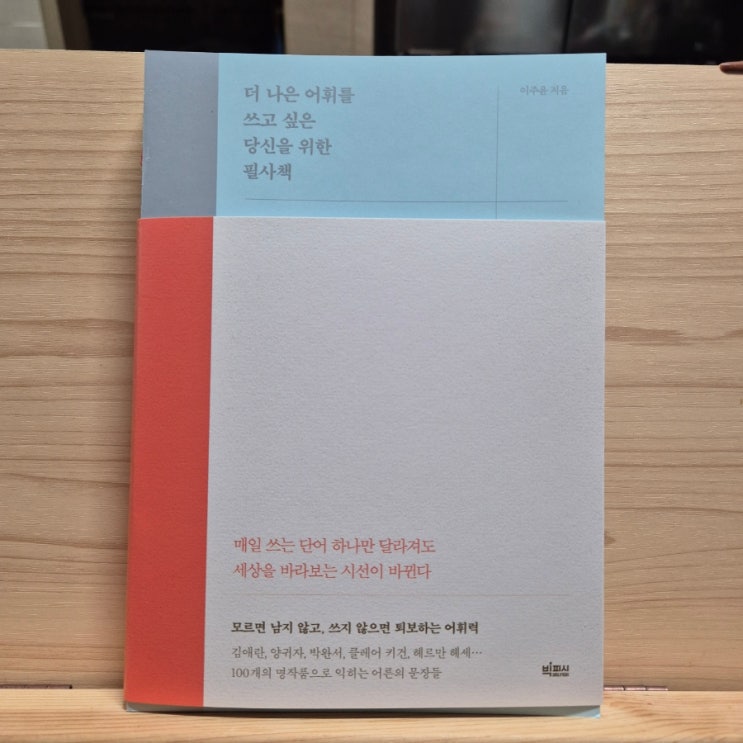 더 나은 어휘를
쓰고 싶은
당신을 위한
필사책
이주윤 지음
매일 쓰는 단어 하나만 달라져도
세상을 바라보는 시선이 바뀐다
모르면 남지 않고, 쓰지 않으면 퇴보하는 어휘력
김애란, 양귀자, 박완서, 클레어 키건, 헤르만 헤세…
100개의 명작품으로 익히는 어른의 문장들
빅피시